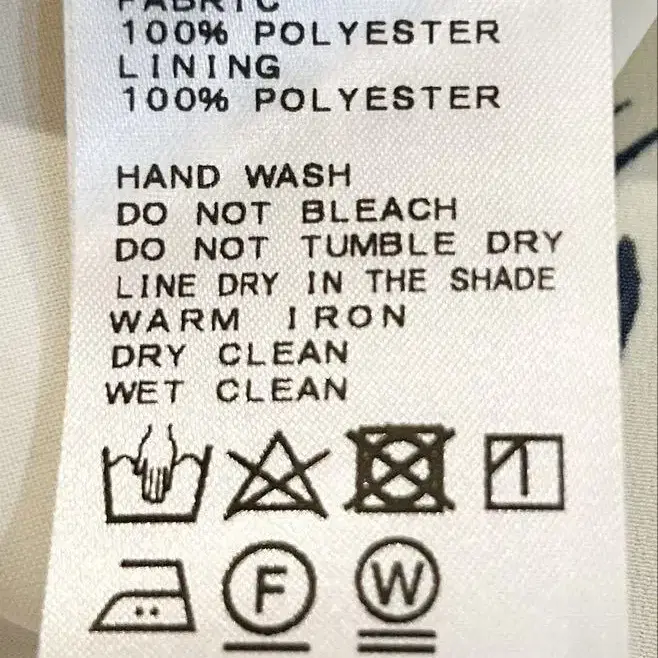 FABRIC
100% POLYESTER
LINING
100% POLYESTER
HAND WASH
DO NOT BLEACH
DO NOT TUMBLE DRY
LINE DRY IN THE SHADE
WARM IRON
DRY CLEAN
WET CLEAN
F
W